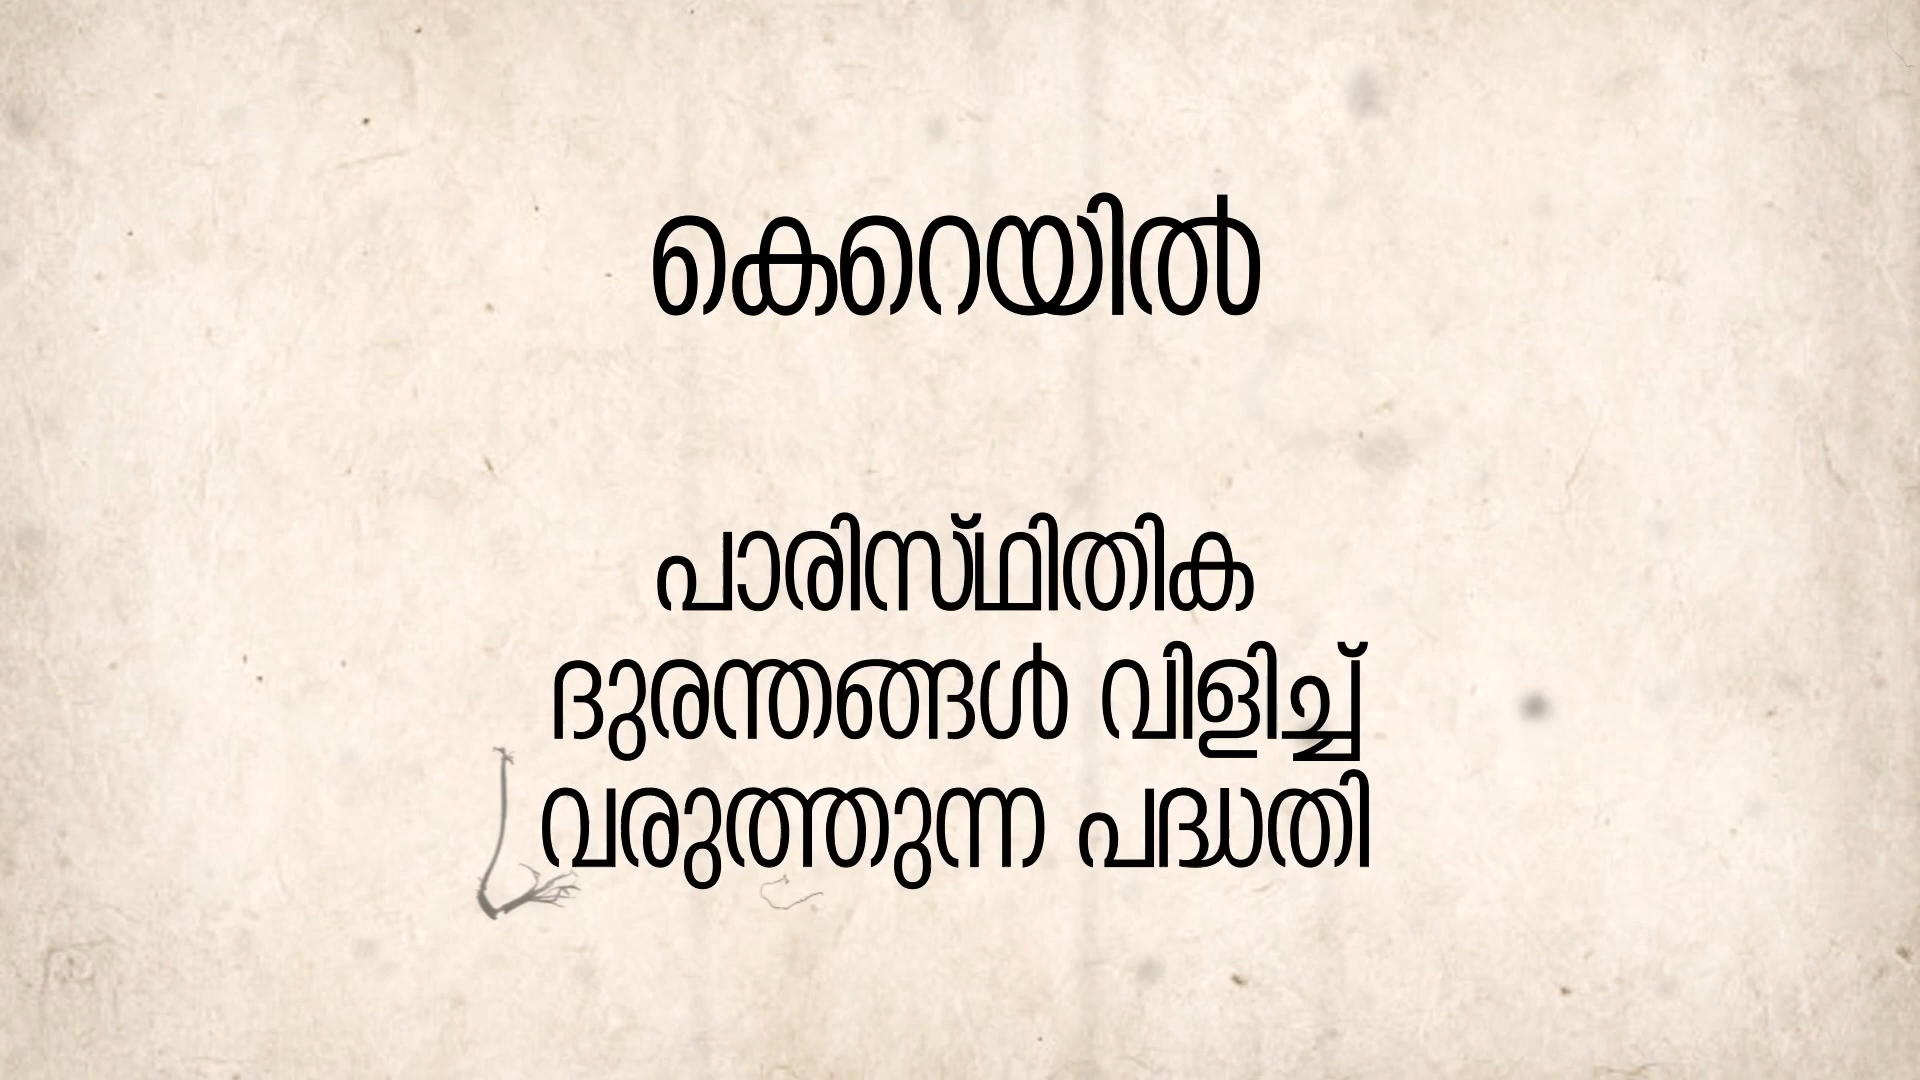 കെറെയിൽ
പാരിസ്ഥിതിക
ദുരന്തങ്ങൾ വിളിച്ച്
വരുത്തുന്ന പദ്ധതി